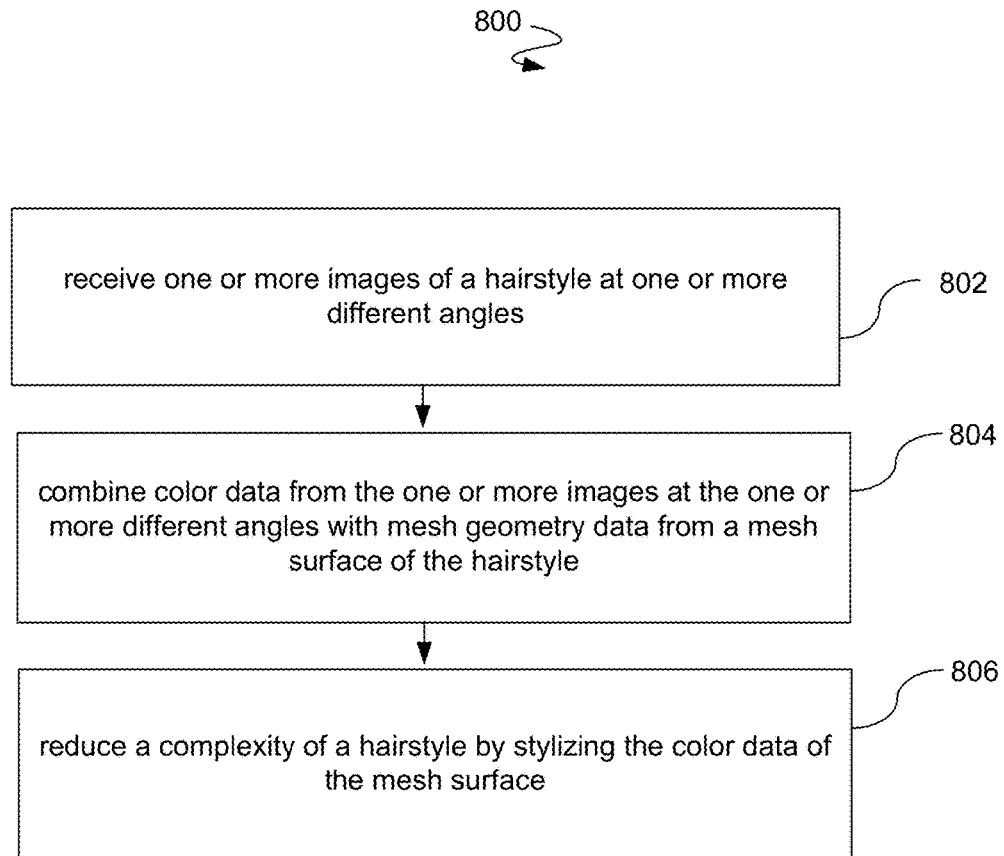 800
receive one or more images of a hairstyle at one or more
different angles
802
combine color data from the one or more images at the one or
more different angles with mesh geometry data from a mesh
surface of the hairstyle
804
reduce a complexity of a hairstyle by stylizing the color data of
the mesh surface
806